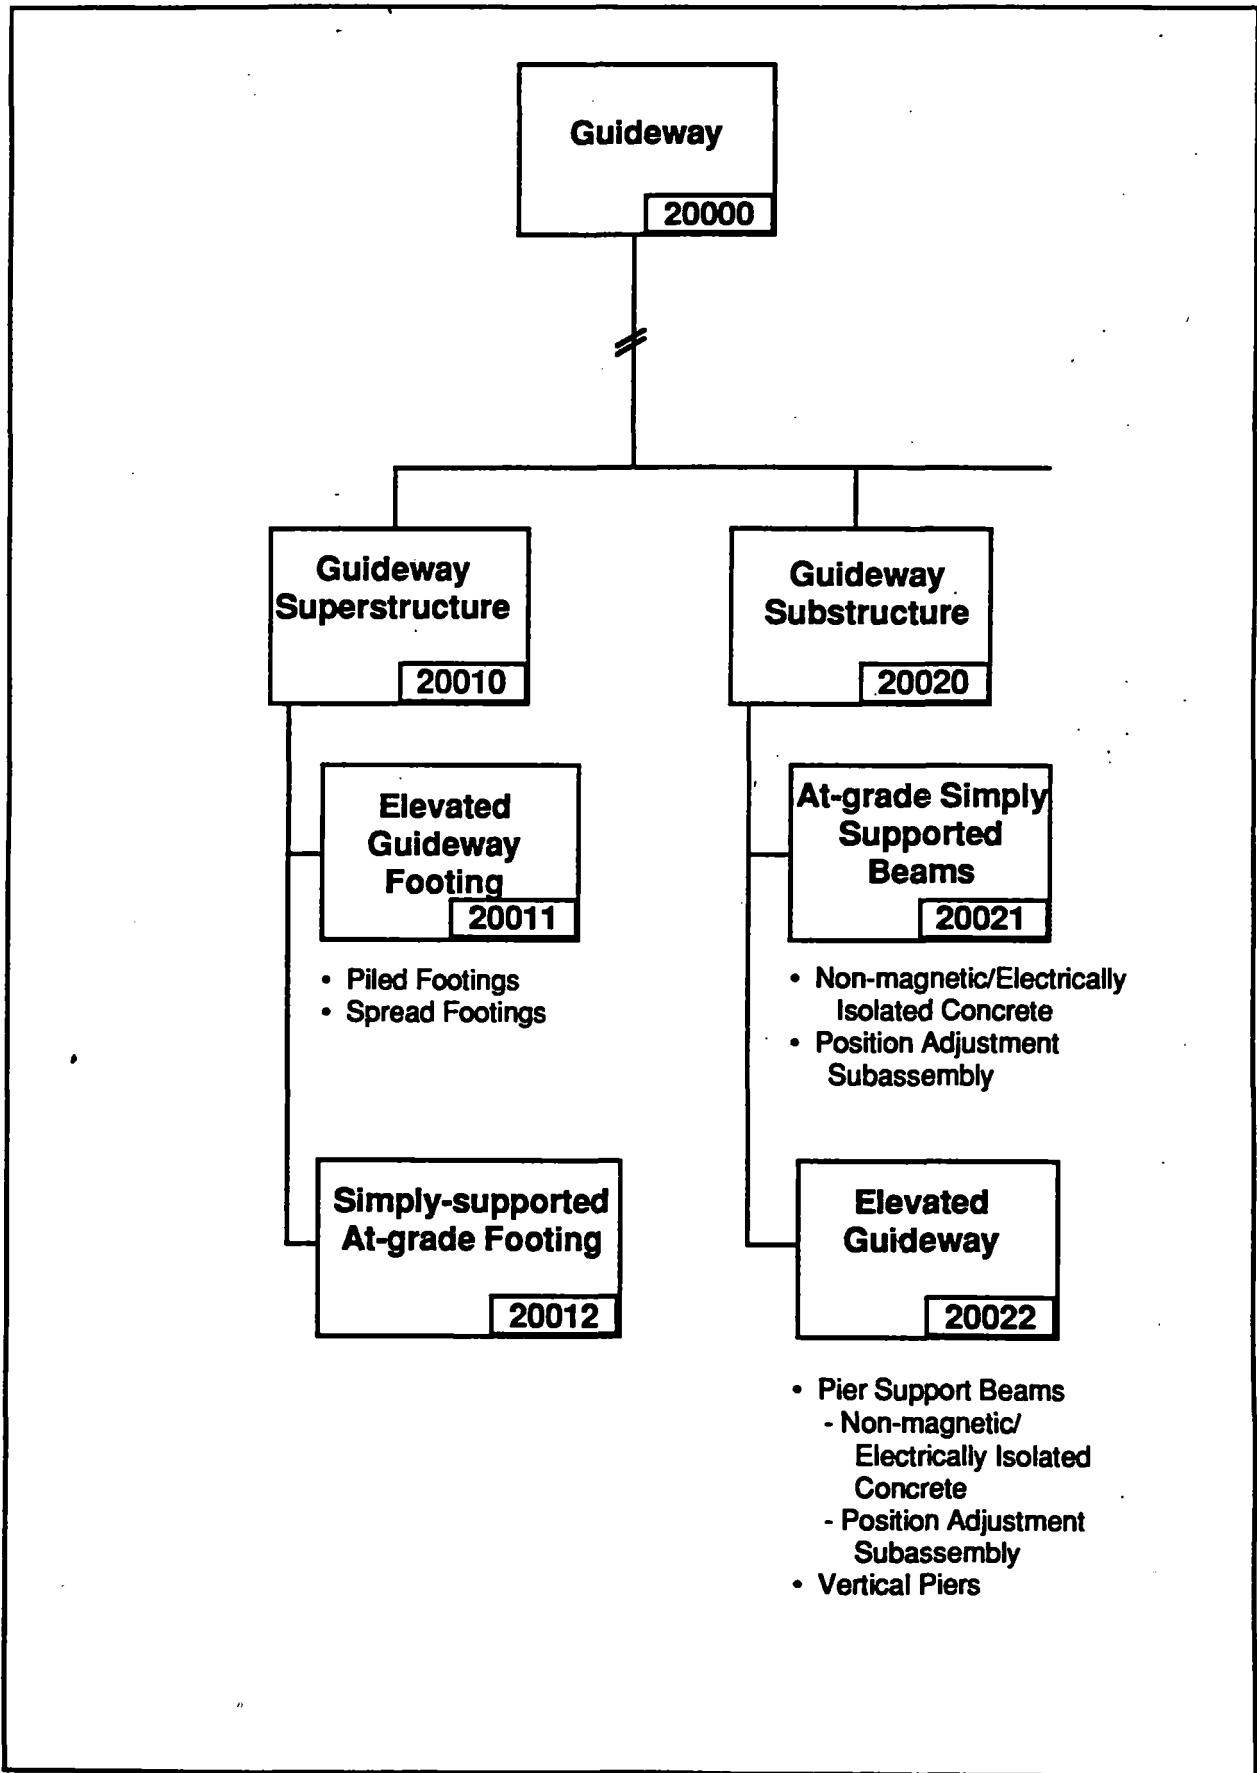 Guideway
20000
Guideway
Superstructure
20010
Guideway
Substructure
20020
Elevated
Guideway
Footing
20011
• Piled Footings
• Spread Footings
At-grade Simply
Supported
Beams
20021
• Non-magnetic/Electrically
Isolated Concrete
• Position Adjustment
Subassembly
Simply-supported
At-grade Footing
20012
Elevated
Guideway
20022
• Pier Support Beams
- Non-magnetic/
Electrically Isolated
Concrete
- Position Adjustment
Subassembly
• Vertical Piers